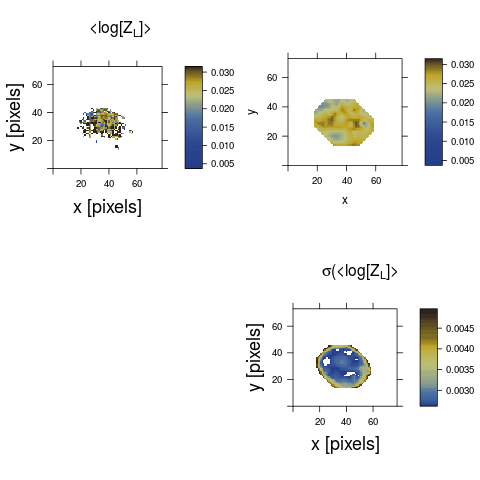 <log[Z_L]>
60
40
20
20 40 60
x [pixels]
y [pixels]
0.030
0.025
0.020
0.015
0.010
0.005
60
40
20
20 40 60
x
y
0.030
0.025
0.020
0.015
0.010
0.005
σ(<log[Z_L]>
60
40
20
20 40 60
x [pixels]
y [pixels]
0.0045
0.0040
0.0035
0.0030